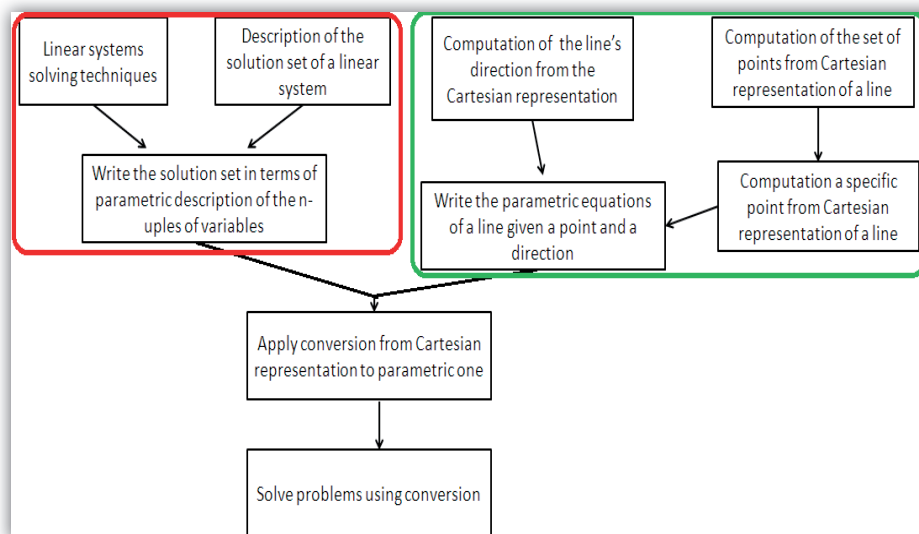 Linear systems
solving techniques
Description of the
solution set of a linear
system
Write the solution set in terms of
parametric description of the n-
uples of variables
Computation of the line's
direction from the
Cartesian representation
Computation of the set of
points from Cartesian
representation of a line
Write the parametric equations
of a line given a point and a
direction
Computation a specific
point from Cartesian
representation of a line
Apply conversion from Cartesian
representation to parametric one
Solve problems using conversion